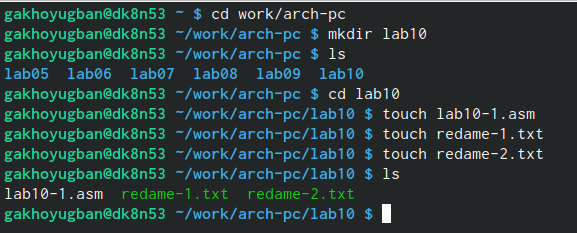 gakhoyugban@dk8n53 ~ $ cd work/arch-pc
gakhoyugban@dk8n53 ~/work/arch-pc $ mkdir lab10
gakhoyugban@dk8n53 ~/work/arch-pc $ ls
lab05  lab06  lab07  lab08  lab09  lab10
gakhoyugban@dk8n53 ~/work/arch-pc $ cd lab10
gakhoyugban@dk8n53 ~/work/arch-pc/lab10 $ touch lab10-1.asm
gakhoyugban@dk8n53 ~/work/arch-pc/lab10 $ touch redame-1.txt
gakhoyugban@dk8n53 ~/work/arch-pc/lab10 $ touch redame-2.txt
gakhoyugban@dk8n53 ~/work/arch-pc/lab10 $ ls
lab10-1.asm  redame-1.txt  redame-2.txt
gakhoyugban@dk8n53 ~/work/arch-pc/lab10 $